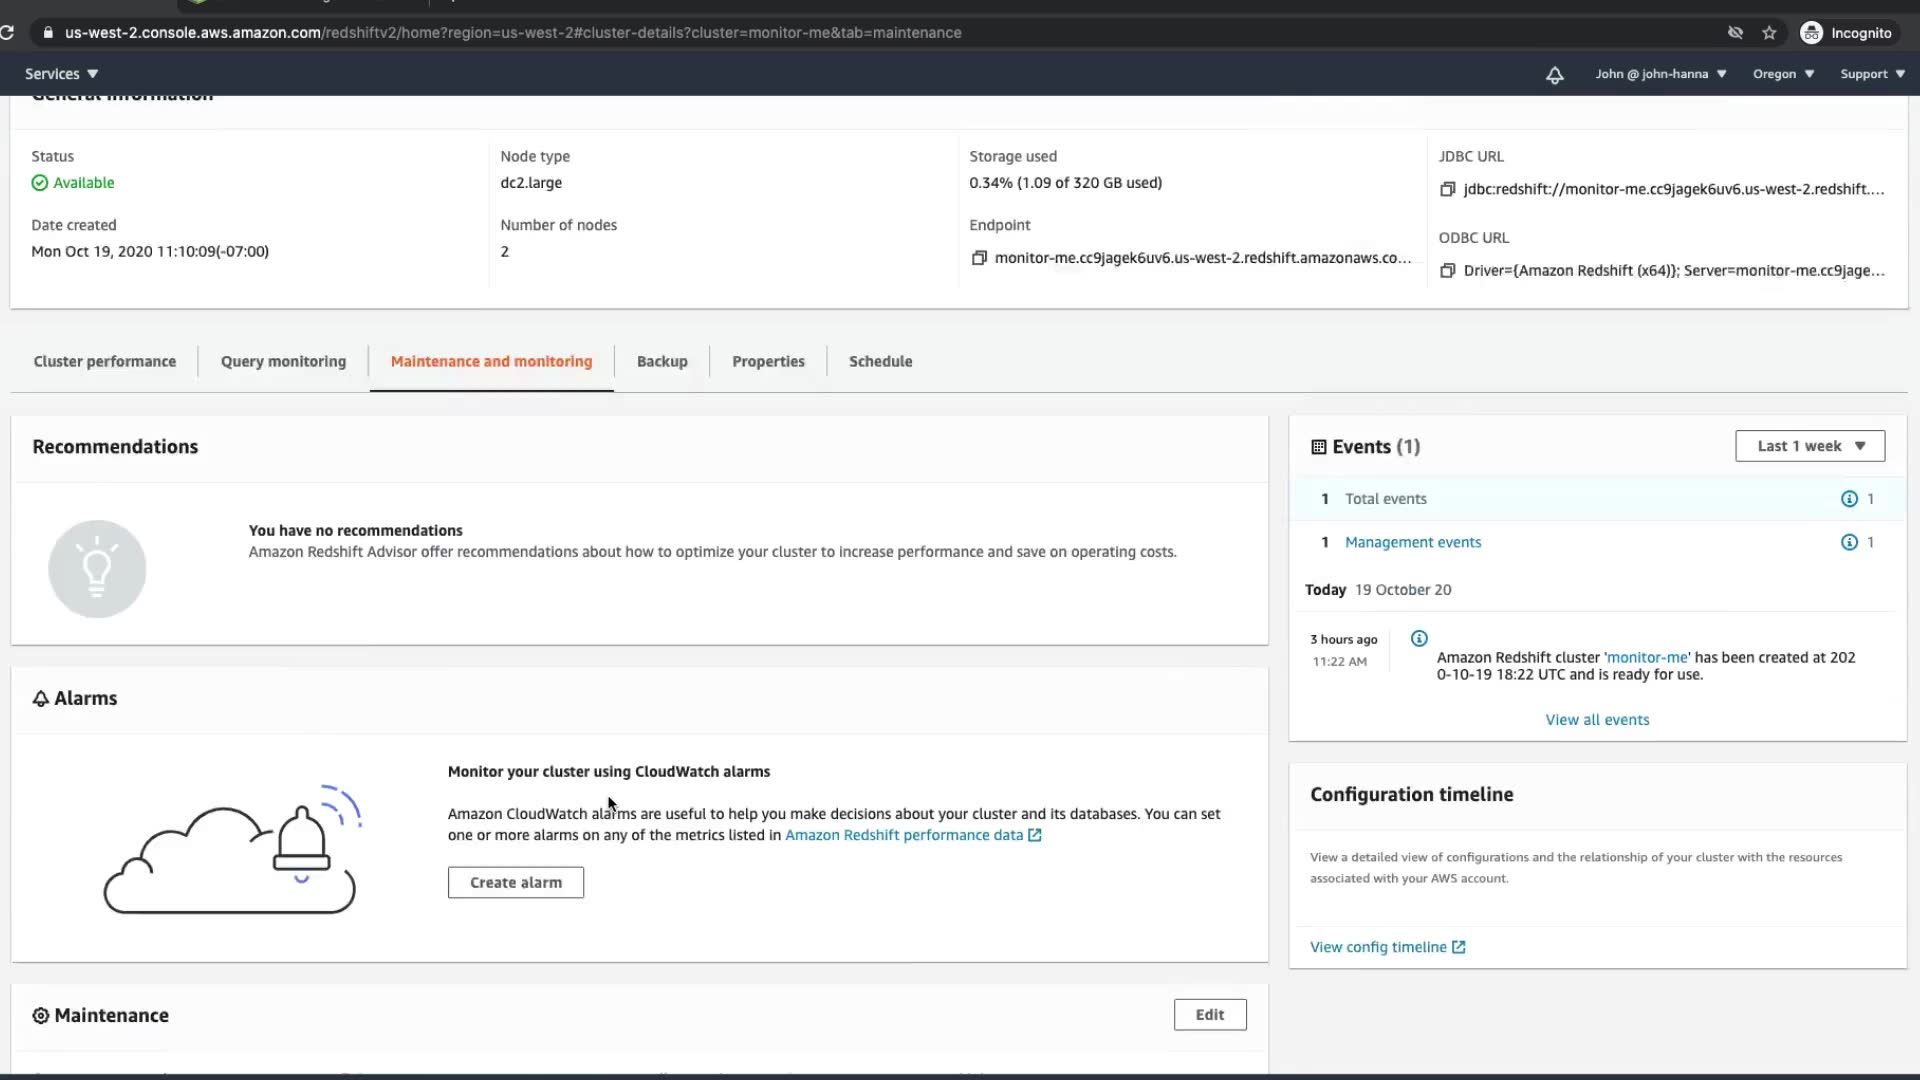 us-west-2.console.aws.amazon.com/redshiftv2/home?region=us-west-2#cluster-details?cluster=monitor-me&tab=maintenance
Incognito
Services ▼
John @ john-hanna ▼
Oregon ▼
Support ▼
General information
Status
Available
Date created
Mon Oct 19, 2020 11:10:09(-07:00)
Node type
dc2.large
Number of nodes
2
Storage used
0.34% (1.09 of 320 GB used)
Endpoint
monitor-me.cc9jagek6uv6.us-west-2.redshift.amazonaws.co...
JDBC URL
jdbc:redshift://monitor-me.cc9jagek6uv6.us-west-2.redshift....
ODBC URL
Driver={Amazon Redshift (x64)}; Server=monitor-me.cc9jage...
Cluster performance
Query monitoring
Maintenance and monitoring
Backup
Properties
Schedule
Recommendations
You have no recommendations
Amazon Redshift Advisor offer recommendations about how to optimize your cluster to increase performance and save on operating costs.
Alarms
Monitor your cluster using CloudWatch alarms
Amazon CloudWatch alarms are useful to help you make decisions about your cluster and its databases. You can set
one or more alarms on any of the metrics listed in Amazon Redshift performance data
Create alarm
Maintenance
Edit
Events (1)
Last 1 week ▼
1 Total events 1
1 Management events 1
Today 19 October 20
3 hours ago
11:22 AM
Amazon Redshift cluster 'monitor-me' has been created at 202
0-10-19 18:22 UTC and is ready for use.
View all events
Configuration timeline
View a detailed view of configurations and the relationship of your cluster with the resources
associated with your AWS account.
View config timeline